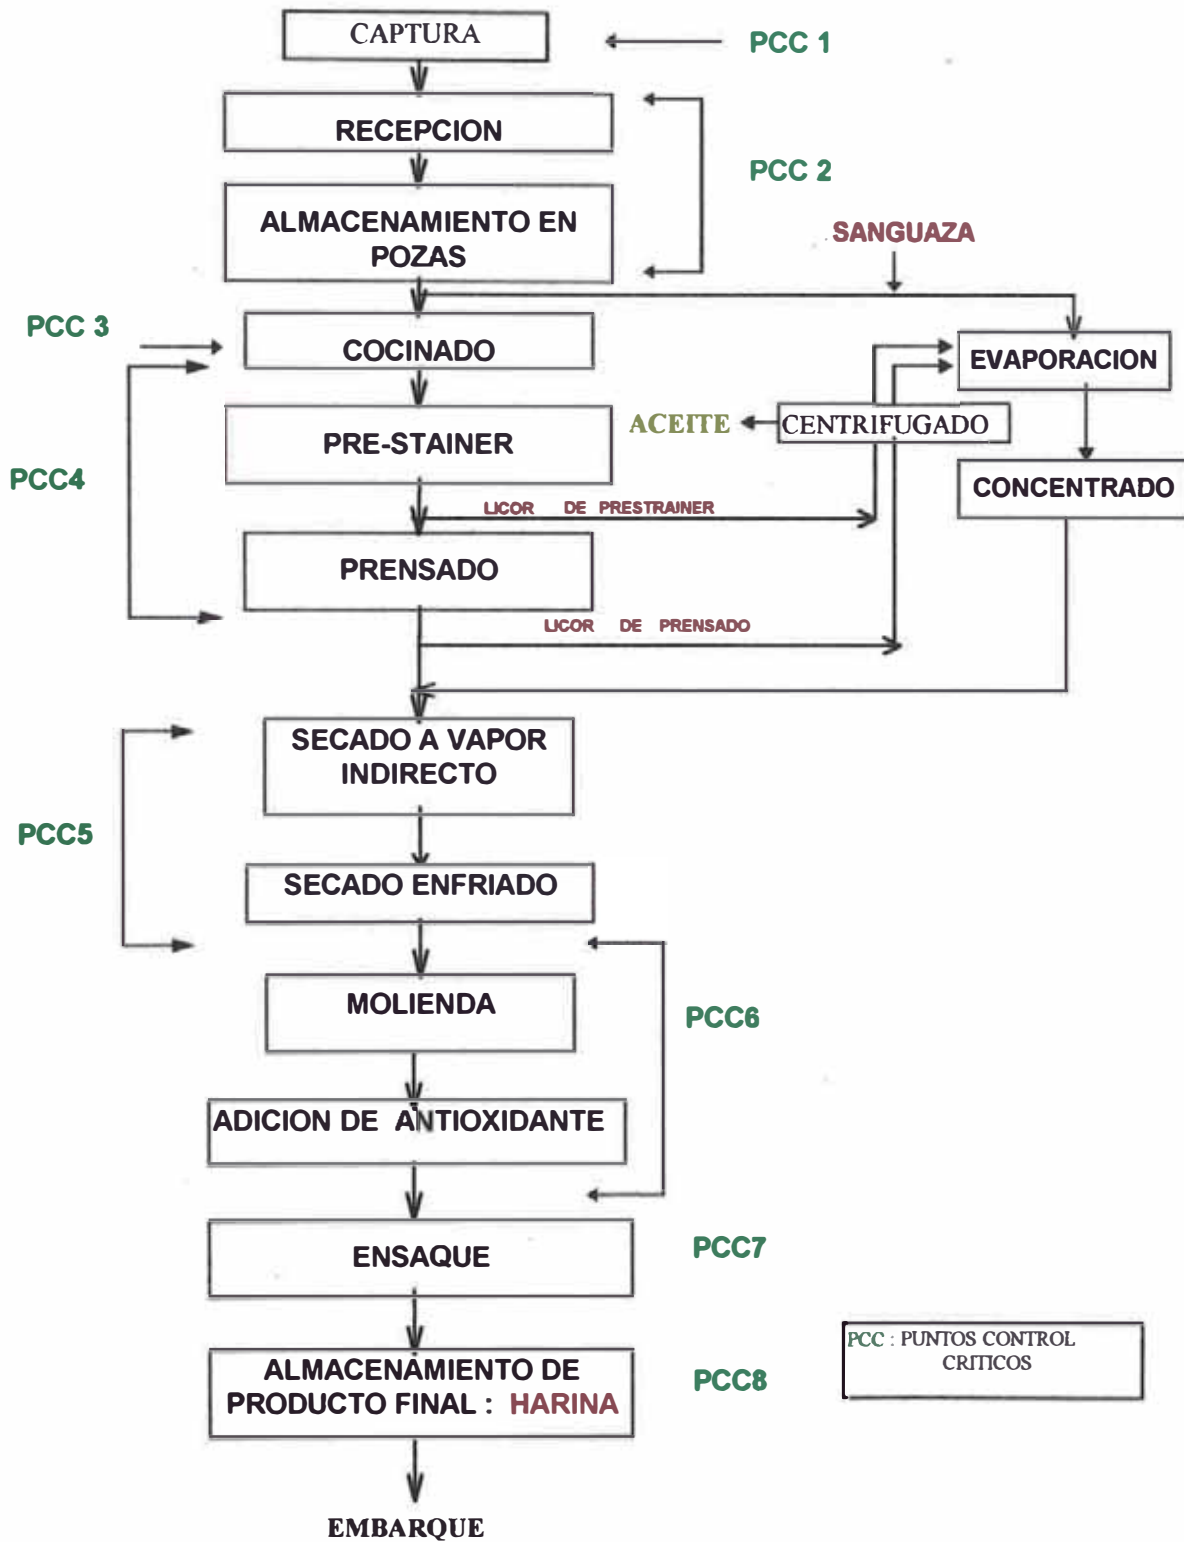 CAPTURA
PCC 1
RECEPCION
PCC 2
ALMACENAMIENTO EN
POZAS
SANGUAZA
PCC 3
COCINADO
EVAPORACION
PRE-STAINER
ACEITE
CENTRIFUGADO
PCC4
CONCENTRADO
LICOR DE PRESTRAINER
PRENSADO
LICOR DE PRENSADO
SECADO A VAPOR
INDIRECTO
PCC5
SECADO ENFRIADO
MOLIENDA
PCC6
ADICION DE ANTIOXIDANTE
ENSAQUE
PCC7
ALMACENAMIENTO DE
PRODUCTO FINAL : HARINA
PCC8
PCC : PUNTOS CONTROL
CRITICOS
EMBARQUE